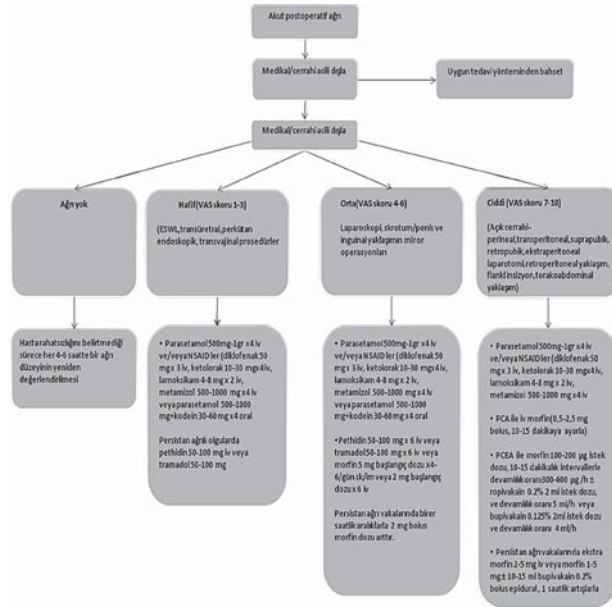 Akut postoperatif ağrı
Medikal/cerrahi acili dışla
Uygun tedavi yönteminden bahset
Medikal/cerrahi acili dışla
Ağrı yok
Hafif(VAS skoru 1-3)
(ESWL,transüretral,perkütan
endoskopik, transvajinal prosedürler
Orta(VAS skoru 4-6)
Laparoskopi, skrotum/penis ve
inguinal yaklaşımın minor
operasyonları
Ciddi (VAS skoru 7-10)
(Açık cerrahi-
perineal,transperitoneal,suprapubik,
retropubik,ekstraperitoneal
laparotomi,retroperitoneal yaklaşım,
flankl insizyon,torakoabdominal
yaklaşım)
Hasta rahatsızlığını belirtmediği
sürece her 4-6 saatte bir ağrı
düzeyinin yeniden
değerlendirilmesi
• Parasetamol 500mg-1gr x4 iv
ve/veya NSAID ler (diklofenak 50
mg x 3 iv, ketolorak 10-30 mgx4 iv,
larnoksikam 4-8 mg x 2 iv,
metamizol 500-1000 mg x4 iv
veya parasetamol 500-1000
mg+kodein 30-60 mg x4 oral
Persistan ağrılı olgularda
pethidin 50-100 mg iv veya
tramadol 50-100 mg
• Parasetamol 500mg-1gr x4 iv
ve/veya NSAID ler (diklofenak 50
mg x 3 iv, ketolorak 10-30 mgx4 iv,
larnoksikam 4-8 mg x 2 iv,
metamizol 500-1000 mg x4 iv
veya parasetamol 500-1000
mg+kodein 30-60 mg x4 oral
•Pethidin 50-100 mg x 6 iv veya
tramadol 50-100 mg x 6 iv veya
morfin 5 mg başlangıç dozu x4-
6/gün sk/im veya 2 mg başlangıç
dozu x 6 iv
Persistan ağrı vakalarında birer
saatlik aralıklarla 2 mg bolus
morfin dozu arttır.
• Parasetamol 500mg-1gr x4 iv
ve/veya NSAID ler (diklofenak 50
mg x 3 iv, ketolorak 10-30 mgx4 iv,
larnoksikam 4-8 mg x 2 iv,
metamizol 500-1000 mg x4 iv
• PCA ile iv morfin(0,5-2,5 mg
bolus, 10-15 dakikaya ayarla)
• PCEA ile morfin 100-200 µg istek
dozu, 10-15 dakikalık intervallerle
devamlılık oranı 300-600 µg/h ±
ropivakain 0.2% 2 ml istek dozu,
ve devamlılık oranı 5 ml/h veya
bupivakain 0.125% 2ml istek dozu
ve devamlılık oranı 4 ml/h
• Persistan ağrı vakalarında ekstra
morfin 2-5 mg iv veya morfin 1-5
mg ± 10-15 ml bupivakain 0.2%
bolus epidural , 1 saatlik artışlarla